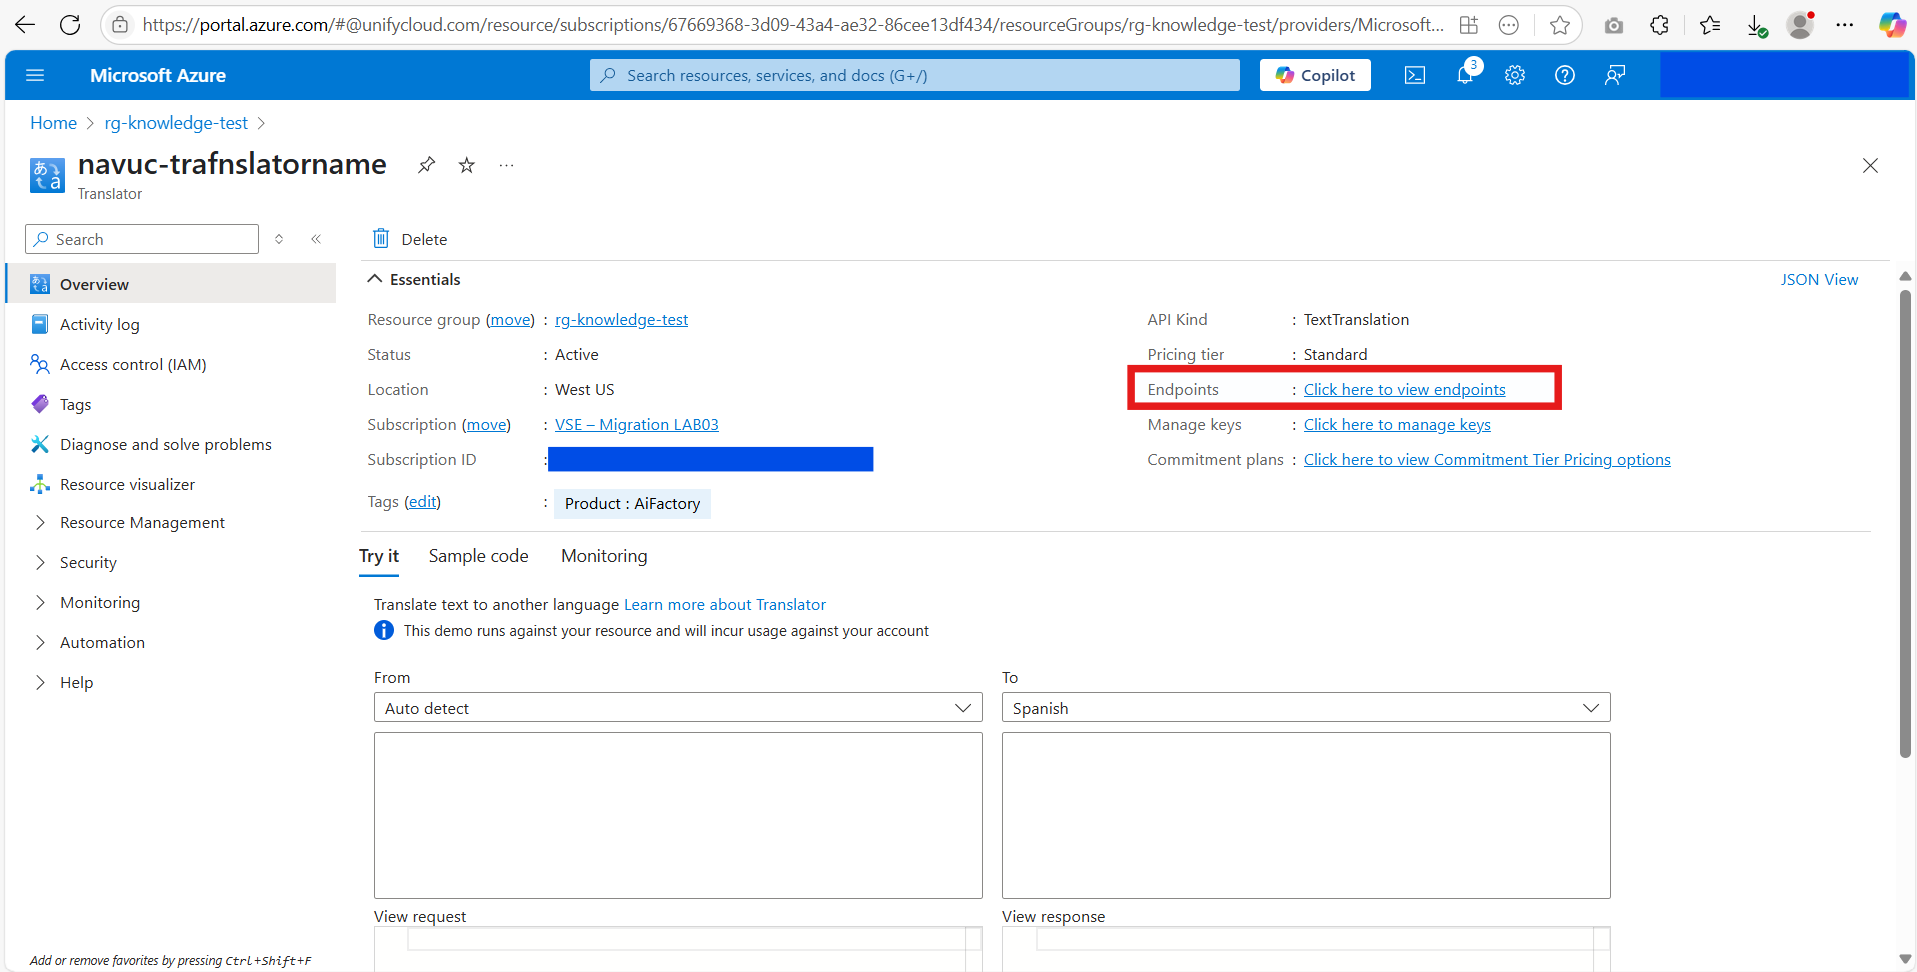 https://portal.azure.com/#@unifycloud.com/resource/subscriptions/67669368-3d09-43a4-ae32-86cee13df434/resourceGroups/rg-knowledge-test/providers/Microsoft...
Microsoft Azure
Search resources, services, and docs (G+/)
Copilot
3
Home > rg-knowledge-test >
navuc-trafnslatorname
Translator
Search
Delete
Overview
Activity log
Access control (IAM)
Tags
Diagnose and solve problems
Resource visualizer
Resource Management
Security
Monitoring
Automation
Help
Add or remove favorites by pressing Ctrl+Shift+F
Essentials
JSON View
Resource group (move) : rg-knowledge-test
Status : Active
Location : West US
Subscription (move) : VSE – Migration LAB03
Subscription ID :
Tags (edit) : Product : AiFactory
API Kind : TextTranslation
Pricing tier : Standard
Endpoints : Click here to view endpoints
Manage keys : Click here to manage keys
Commitment plans : Click here to view Commitment Tier Pricing options
Try it Sample code Monitoring
Translate text to another language Learn more about Translator
This demo runs against your resource and will incur usage against your account
From
Auto detect
To
Spanish
View request
View response